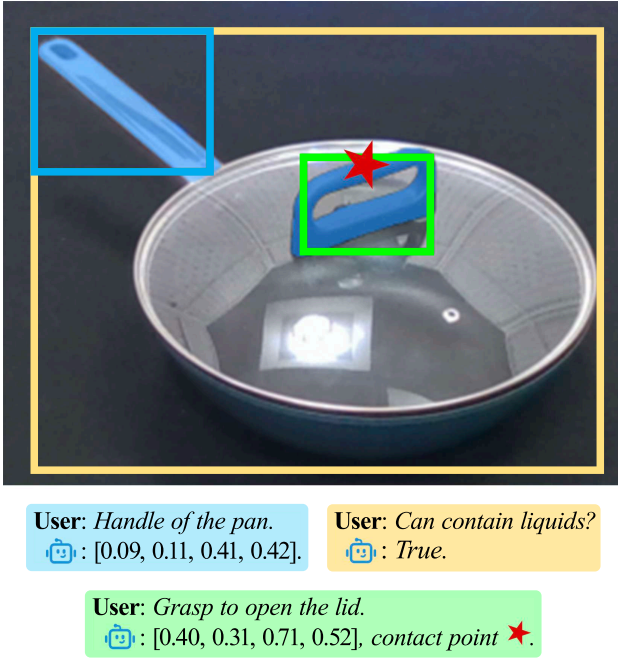 User: Handle of the pan.
: [0.09, 0.11, 0.41, 0.42].
User: Can contain liquids?
: True.
User: Grasp to open the lid.
: [0.40, 0.31, 0.71, 0.52], contact point .